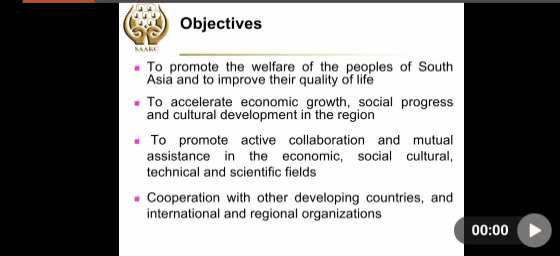 Objectives
SAARC
To promote the welfare of the peoples of South
Asia and to improve their quality of life
To accelerate economic growth, social progress
and cultural development in the region
To promote active collaboration and mutual
assistance in the economic, social cultural,
technical and scientific fields
Cooperation with other developing countries, and
international and regional organizations
00:00